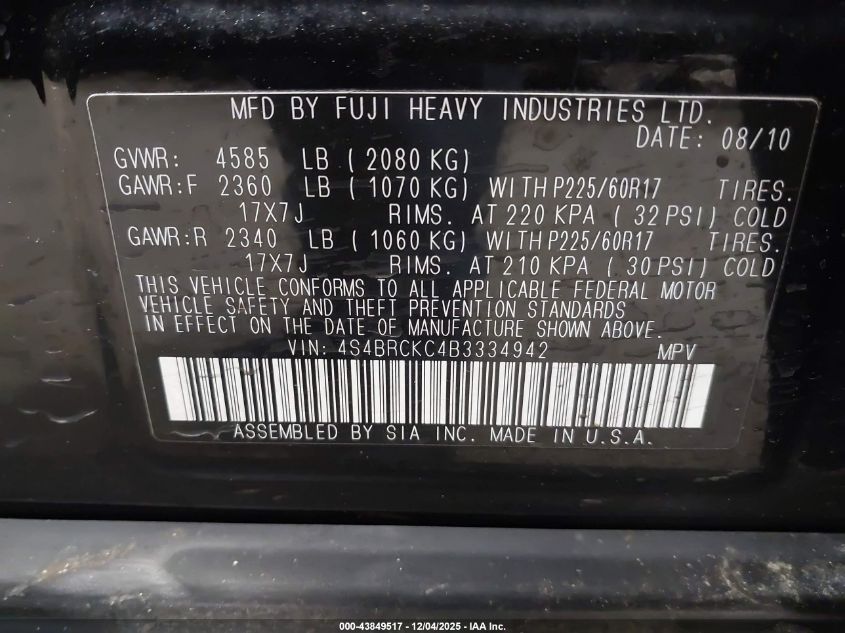 MFD BY FUJI HEAVY INDUSTRIES LTD.
DATE: 08/10
GVWR: 4585 LB ( 2080 KG)
GAWR:F 2360 LB ( 1070 KG) WITH P225/60R17 TIRES.
17X7J RIMS. AT 220 KPA ( 32 PSI) COLD
GAWR:R 2340 LB ( 1060 KG) WITH P225/60R17 TIRES.
17X7J RIMS. AT 210 KPA ( 30 PSI) COLD
THIS VEHICLE CONFORMS TO ALL APPLICABLE FEDERAL MOTOR
VEHICLE SAFETY AND THEFT PREVENTION STANDARDS
IN EFFECT ON THE DATE OF MANUFACTURE SHOWN ABOVE.
VIN: 4S4BRCKC4B3334942 MPV
ASSEMBLED BY SIA INC. MADE IN U.S.A.
000-43849517 - 12/04/2025 - IAA Inc.